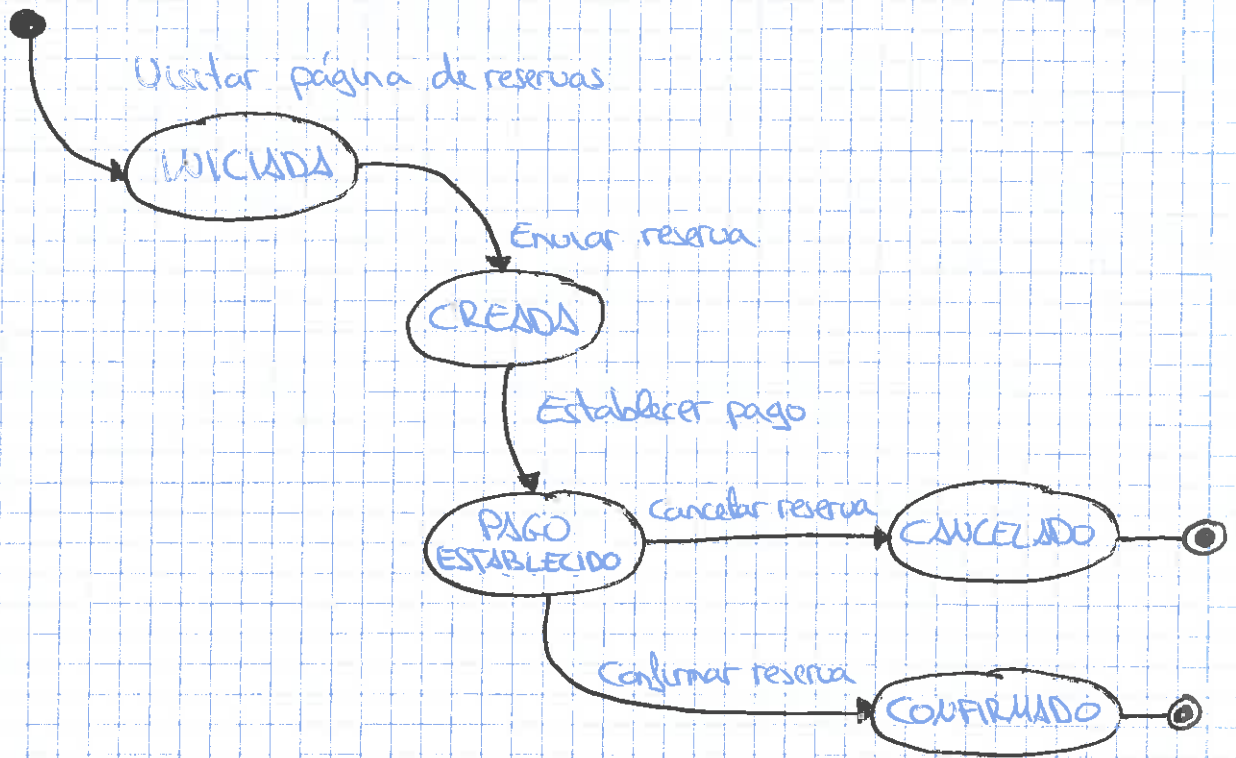 Visitar página de reservas
INICIADA
Enviar reserva
CREADA
Establecer pago
PAGO
ESTABLECIDO
Cancelar reserva
CANCELADO
Confirmar reserva
CONFIRMADO